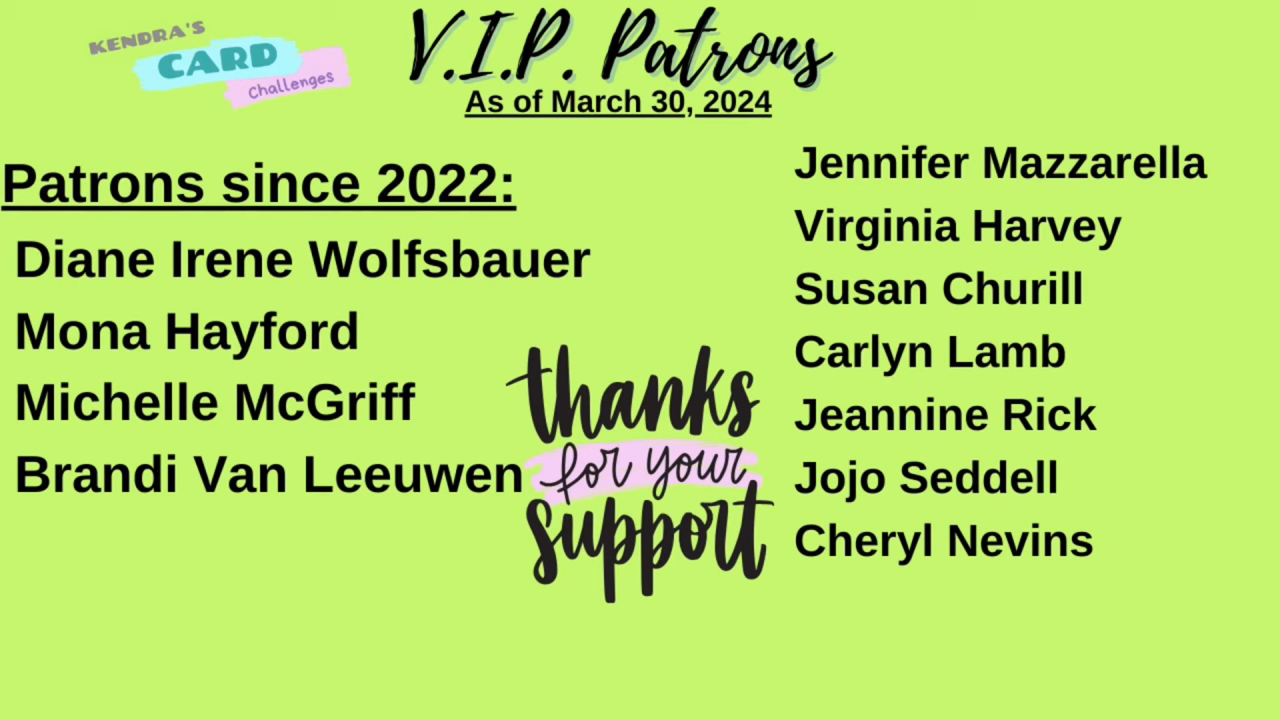 KENDRA'S
CARD
Challenges
V.I.P. Patrons
As of March 30, 2024
Patrons since 2022:
Diane Irene Wolfsbauer
Mona Hayford
Michelle McGriff
Brandi Van Leeuwen
thanks
for your
support
Jennifer Mazzarella
Virginia Harvey
Susan Churill
Carlyn Lamb
Jeannine Rick
Jojo Seddell
Cheryl Nevins